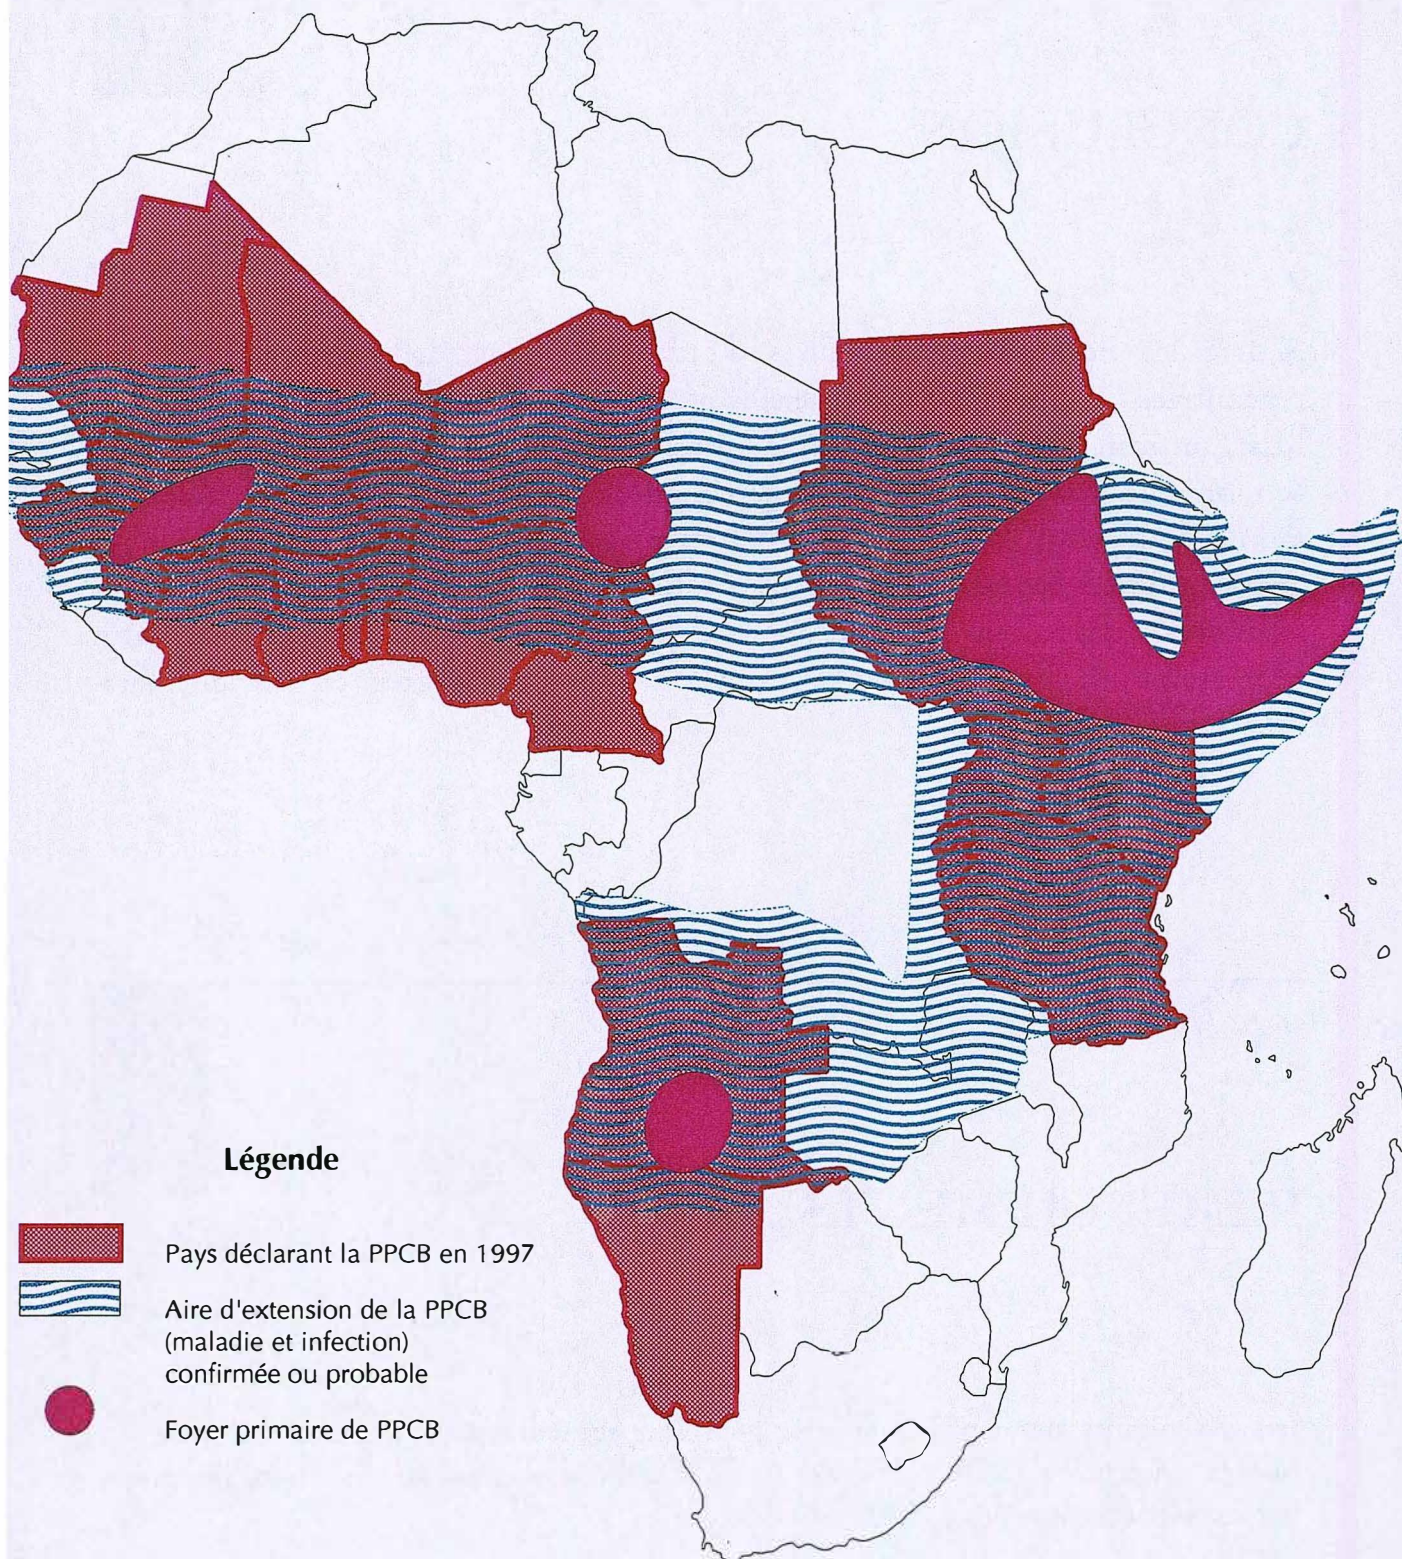 Légende
Pays déclarant la PPCB en 1997
Aire d'extension de la PPCB
(maladie et infection)
confirmée ou probable
Foyer primaire de PPCB